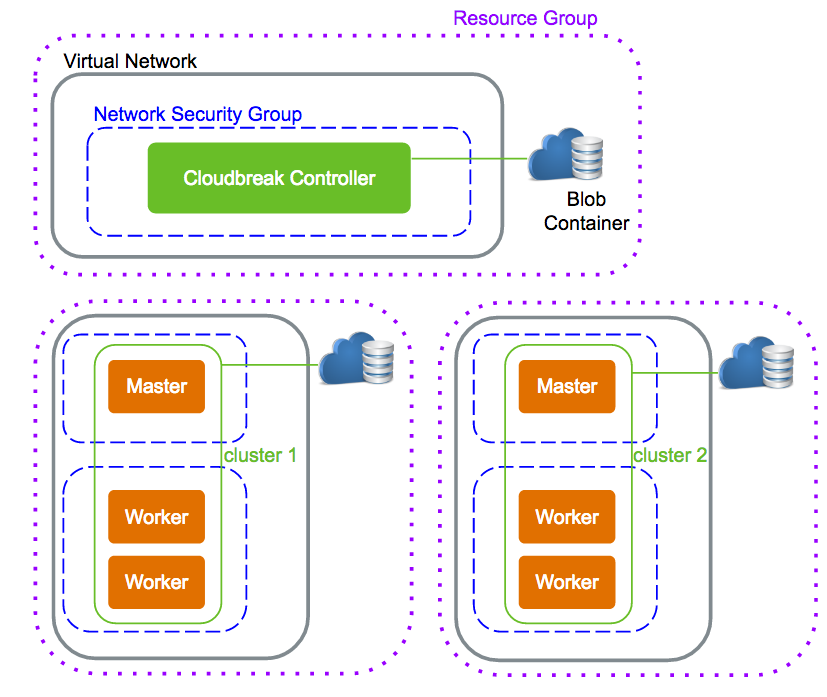 Resource Group
Virtual Network
Network Security Group
Cloudbreak Controller
Blob
Container
Master
cluster 1
Worker
Worker
Master
cluster 2
Worker
Worker